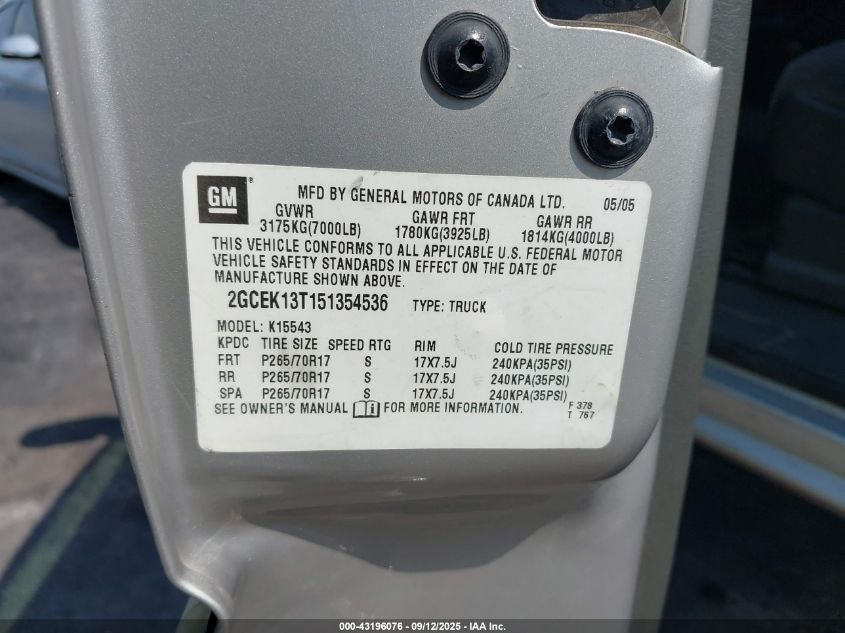 GM ® MFD BY GENERAL MOTORS OF CANADA LTD. 05/05
GVWR GAWR FRT GAWR RR
3175KG(7000LB) 1780KG(3925LB) 1814KG(4000LB)
THIS VEHICLE CONFORMS TO ALL APPLICABLE U.S. FEDERAL MOTOR
VEHICLE SAFETY STANDARDS IN EFFECT ON THE DATE OF
MANUFACTURE SHOWN ABOVE.
2GCEK13T151354536 TYPE: TRUCK
MODEL: K15543
KPDC TIRE SIZE SPEED RTG RIM COLD TIRE PRESSURE
FRT P265/70R17 S 17X7.5J 240KPA(35PSI)
RR P265/70R17 S 17X7.5J 240KPA(35PSI)
SPA P265/70R17 S 17X7.5J 240KPA(35PSI)
SEE OWNER'S MANUAL i FOR MORE INFORMATION. F 378
T 767
000-43196076 - 09/12/2025 - IAA Inc.